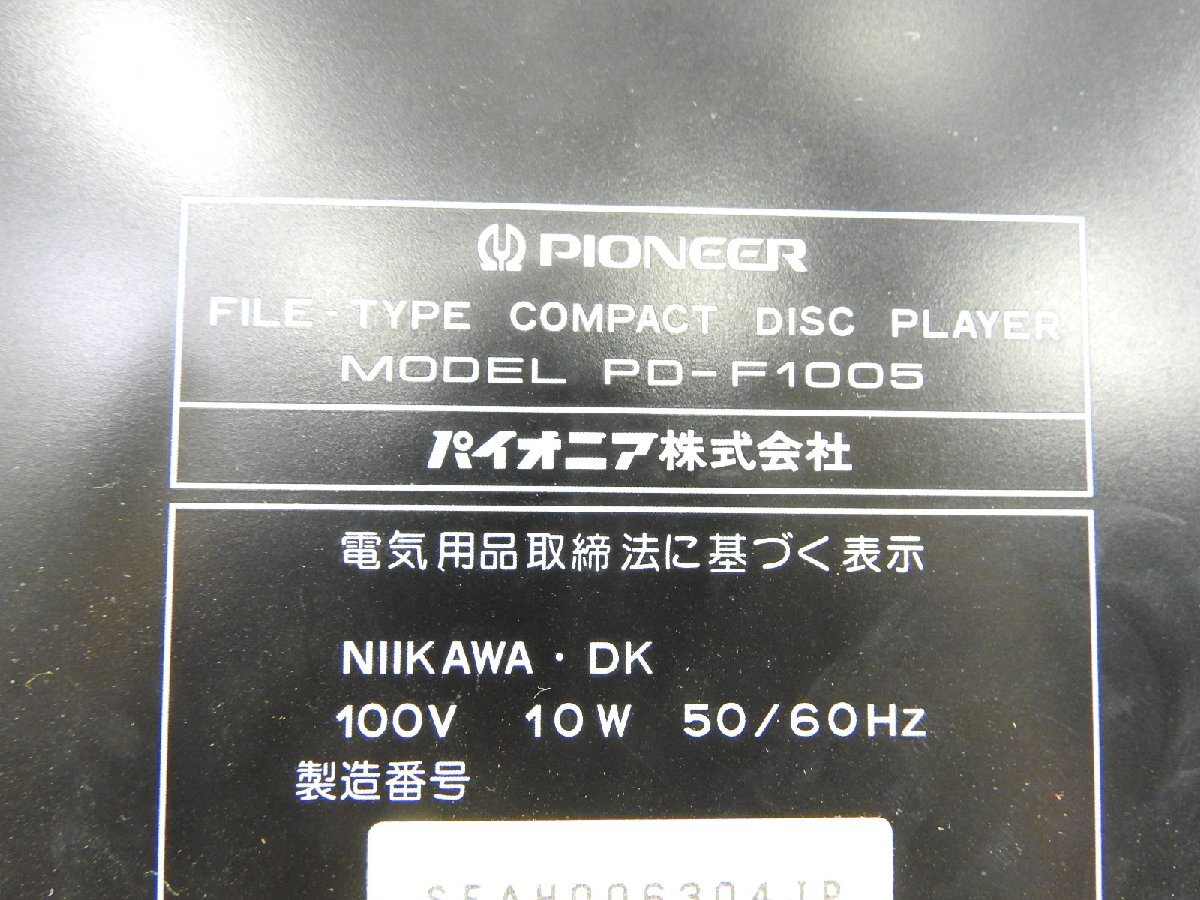 PIONEER
FILE-TYPE COMPACT DISC PLAYER
MODEL PD-F1005
パイオニア株式会社
電気用品取締法に基づく表示
NIIKAWA・DK
100V 10W 50/60Hz
製造番号